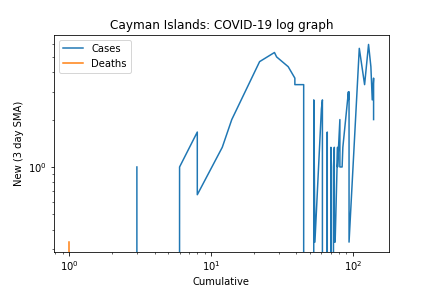 Cayman Islands: COVID-19 log graph
Cases
Deaths
New (3 day SMA)
10⁰
10⁰ 10¹ 10²
Cumulative